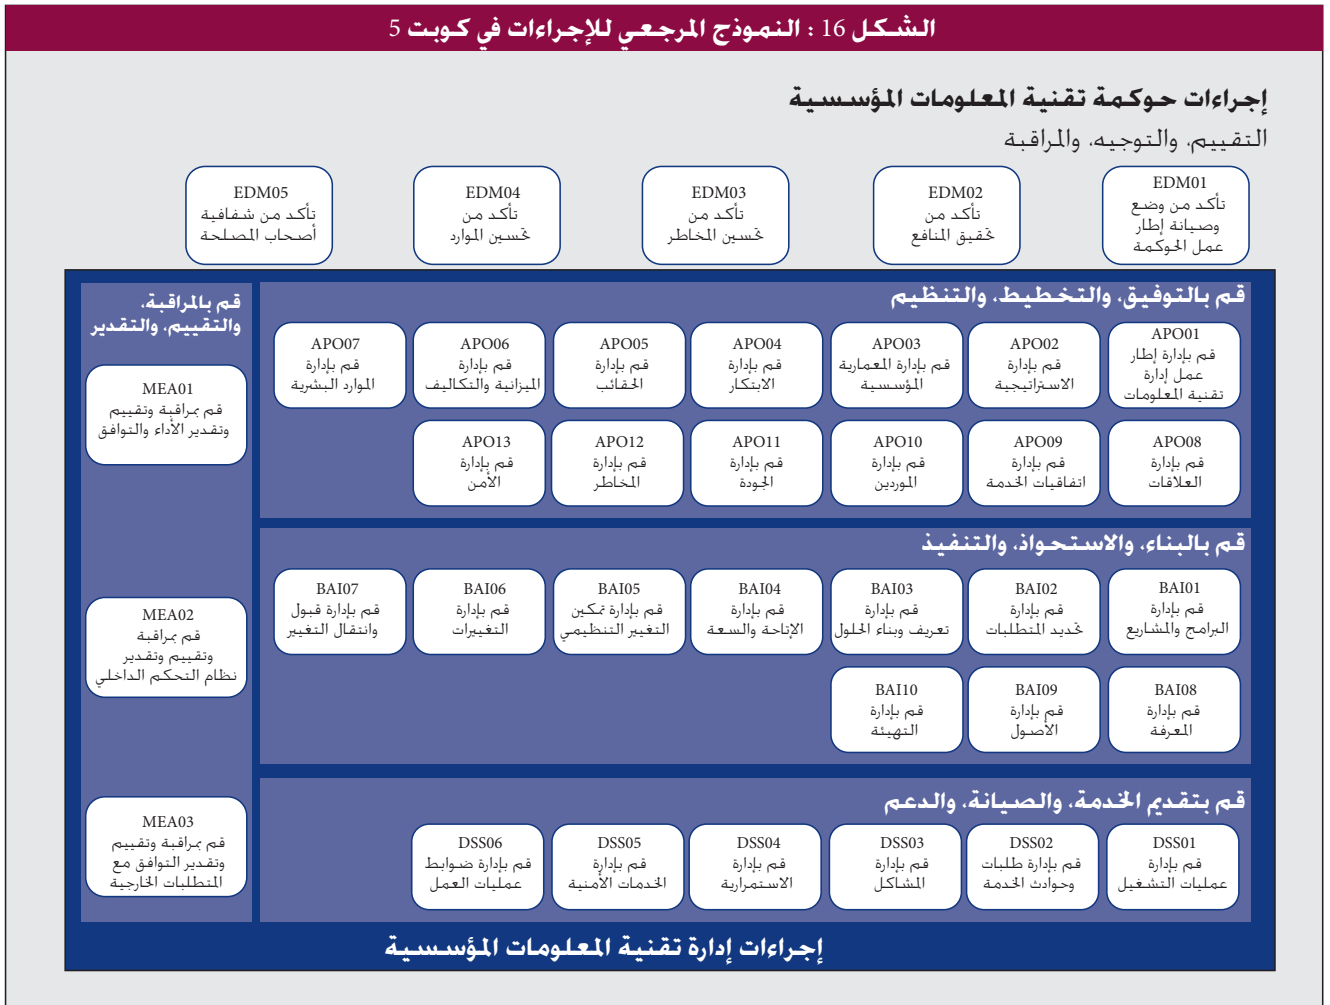 الشكل 16 : النموذج المرجعي للإجراءات في كوبت 5
إجراءات حوكمة تقنية المعلومات المؤسسية
التقييم، والتوجيه، والمراقبة
EDM01
تأكد من وضع
وصيانة إطار
عمل الحوكمة
EDM02
تأكد من
تحقيق المنافع
EDM03
تأكد من
تحسين المخاطر
EDM04
تأكد من
تحسين الموارد
EDM05
تأكد من شفافية
أصحاب المصلحة
قم بالتوفيق، والتخطيط، والتنظيم
APO01
قم بإدارة إطار
عمل إدارة
تقنية المعلومات
APO02
قم بإدارة
الاستراتيجية
APO03
قم بإدارة المعمارية
المؤسسية
APO04
قم بإدارة
الابتكار
APO05
قم بإدارة
الحقائب
APO06
قم بإدارة
الميزانية والتكاليف
APO07
قم بإدارة
الموارد البشرية
APO08
قم بإدارة
العلاقات
APO09
قم بإدارة
اتفاقيات الخدمة
APO10
قم بإدارة
الموردين
APO11
قم بإدارة
الجودة
APO12
قم بإدارة
المخاطر
APO13
قم بإدارة
الأمن
قم بالبناء، والاستحواذ، والتنفيذ
BAI01
قم بإدارة
البرامج والمشاريع
BAI02
قم بإدارة
تحديد المتطلبات
BAI03
قم بإدارة
تعريف وبناء الحلول
BAI04
قم بإدارة
الإتاحة والسعة
BAI05
قم بإدارة تمكين
التغيير التنظيمي
BAI06
قم بإدارة
التغييرات
BAI07
قم بإدارة قبول
وانتقال التغيير
BAI08
قم بإدارة
المعرفة
BAI09
قم بإدارة
الأصول
BAI10
قم بإدارة
التهيئة
قم بتقديم الخدمة، والصيانة، والدعم
DSS01
قم بإدارة
عمليات التشغيل
DSS02
قم بإدارة طلبات
وحوادث الخدمة
DSS03
قم بإدارة
المشاكل
DSS04
قم بإدارة
الاستمرارية
DSS05
قم بإدارة
الخدمات الأمنية
DSS06
قم بإدارة ضوابط
عمليات العمل
قم بالمراقبة،
والتقييم، والتقدير
MEA01
قم بمراقبة وتقييم
وتقدير الأداء والتوافق
MEA02
قم بمراقبة
وتقييم وتقدير
نظام التحكم الداخلي
MEA03
قم بمراقبة وتقييم
وتقدير التوافق مع
المتطلبات الخارجية
إجراءات إدارة تقنية المعلومات المؤسسية